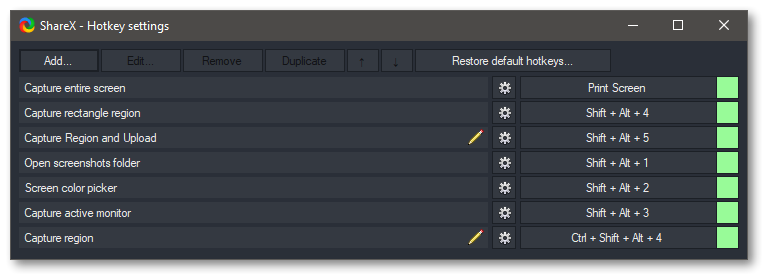 ShareX - Hotkey settings
Add... Edit... Remove Duplicate ↑ ↓ Restore default hotkeys...
Capture entire screen Print Screen
Capture rectangle region Shift + Alt + 4
Capture Region and Upload Shift + Alt + 5
Open screenshots folder Shift + Alt + 1
Screen color picker Shift + Alt + 2
Capture active monitor Shift + Alt + 3
Capture region Ctrl + Shift + Alt + 4